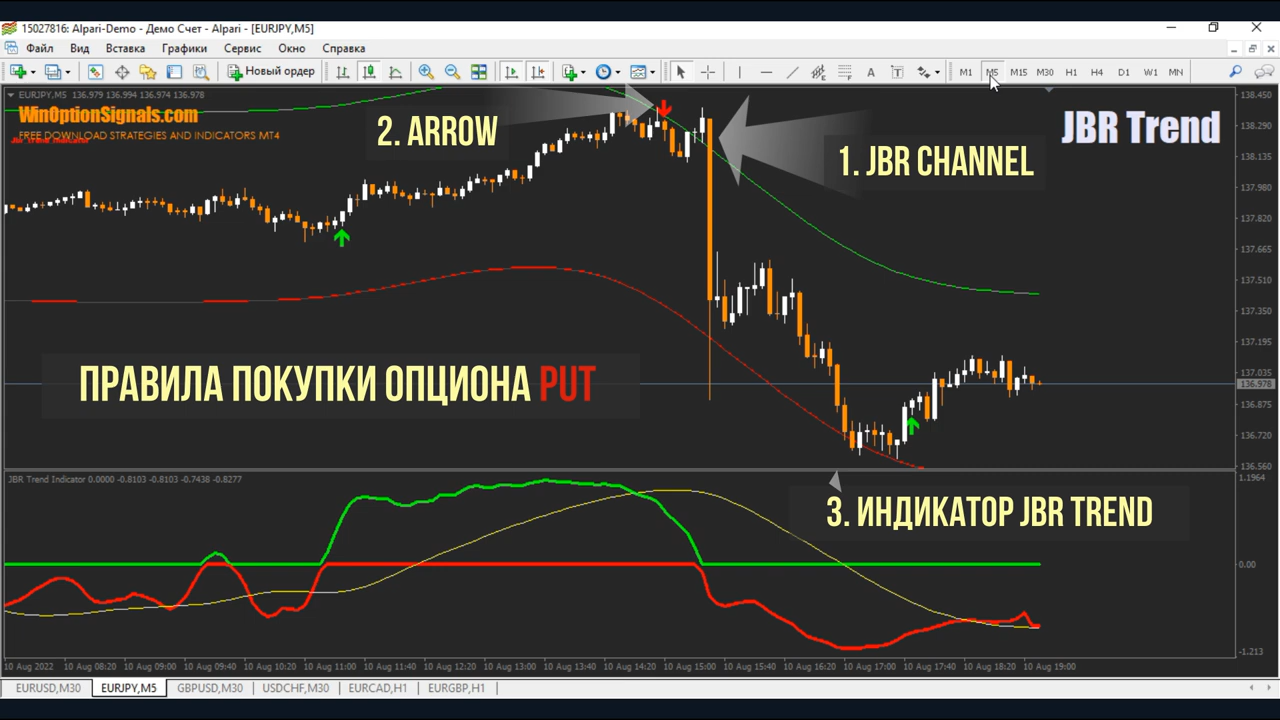 15027816: Alpari-Demo - Демо Счет - Alpari - [EURJPY,M5]
Файл Вид Вставка Графики Сервис Окно Справка
Новый ордер M1 M5 M15 M30 H1 H4 D1 W1 MN
EURJPY,M5 136.979 136.994 136.974 136.978
WinOptionSignals.com
FREE DOWNLOAD STRATEGIES AND INDICATORS MT4
2. ARROW
1. JBR CHANNEL
JBR Trend
138.450
138.290
138.135
137.980
137.820
137.665
137.510
137.350
137.195
137.035
136.978
136.875
136.720
136.560
ПРАВИЛА ПОКУПКИ ОПЦИОНА PUT
JBR Trend Indicator 0.0000 -0.8103 -0.8103 -0.7438 -0.8277
3. ИНДИКАТОР JBR TREND
1.1964
0.00
-1.213
10 Aug 2022 10 Aug 08:20 10 Aug 09:00 10 Aug 09:40 10 Aug 10:20 10 Aug 11:00 10 Aug 11:40 10 Aug 12:20 10 Aug 13:00 10 Aug 13:40 10 Aug 14:20 10 Aug 15:00 10 Aug 15:40 10 Aug 16:20 10 Aug 17:00 10 Aug 17:40 10 Aug 18:20 10 Aug 19:00
EURUSD,M30 EURJPY,M5 GBPUSD,M30 USDCHF,M30 EURCAD,H1 EURGBP,H1